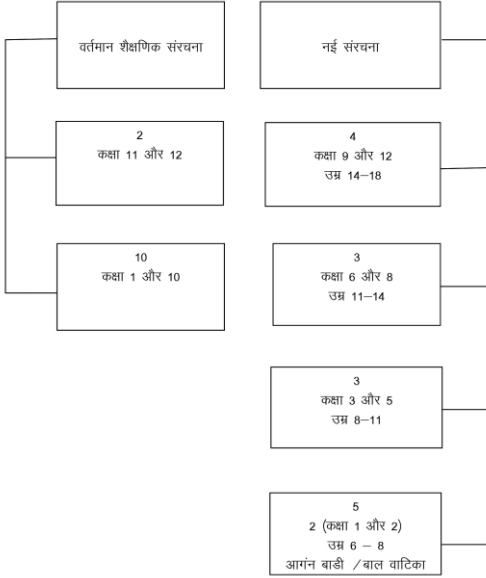 वर्तमान शैक्षणिक संरचना
2
कक्षा 11 और 12
10
कक्षा 1 और 10
नई संरचना
4
कक्षा 9 और 12
उम्र 14–18
3
कक्षा 6 और 8
उम्र 11–14
3
कक्षा 3 और 5
उम्र 8–11
5
2 (कक्षा 1 और 2)
उम्र 6 – 8
आगंन बाडी / बाल वाटिका